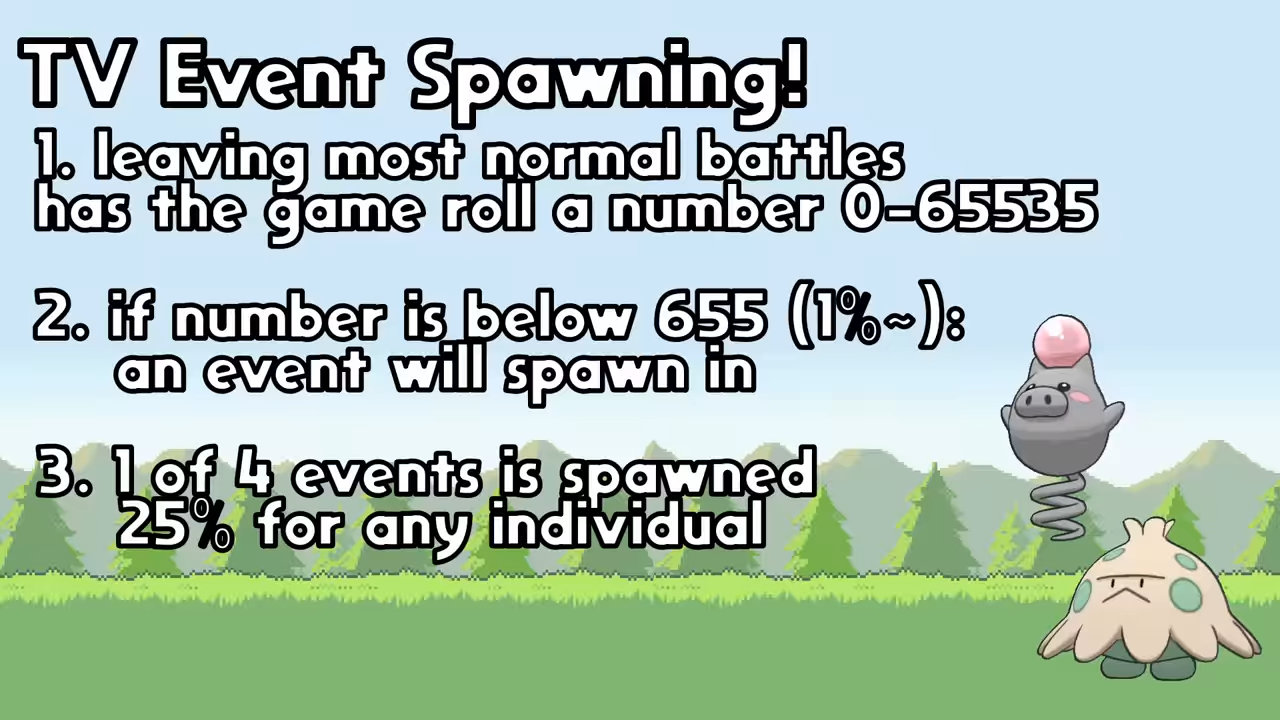 TV Event Spawning!
1. leaving most normal battles
has the game roll a number 0-65535
2. if number is below 655 (1%~):
an event will spawn in
3. 1 of 4 events is spawned
25% for any individual